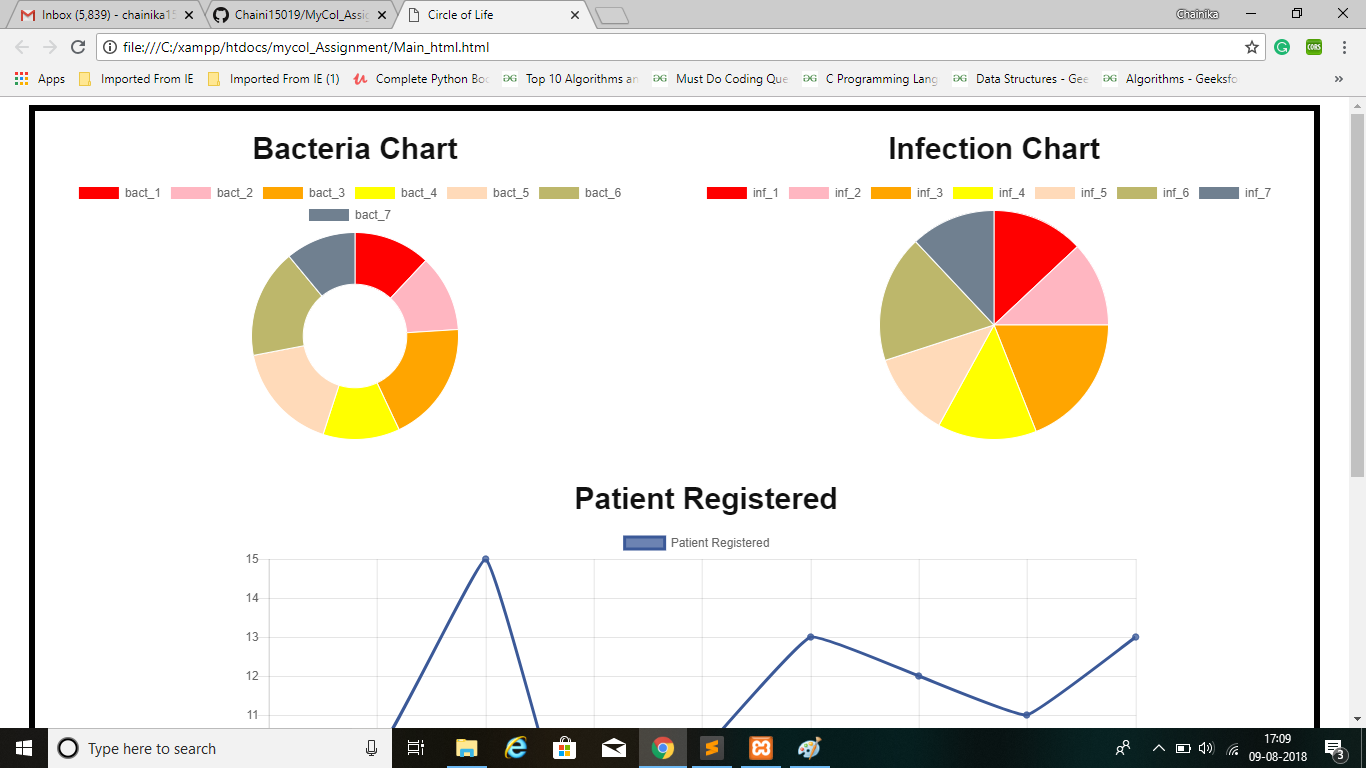 Inbox (5,839) - chainika15
Chaini15019/MyCol_Assig
Circle of Life
Chainika
file:///C:/xampp/htdocs/mycol_Assignment/Main_html.html
CORS
Apps
Imported From IE
Imported From IE (1)
Complete Python Boo
Top 10 Algorithms an
Must Do Coding Que
C Programming Lang
Data Structures - Gee
Algorithms - Geeksfo
»
Bacteria Chart
Infection Chart
bact_1 bact_2 bact_3 bact_4 bact_5 bact_6
bact_7
inf_1 inf_2 inf_3 inf_4 inf_5 inf_6 inf_7
Patient Registered
Patient Registered
15
14
13
12
11
Type here to search
17:09
09-08-2018
3